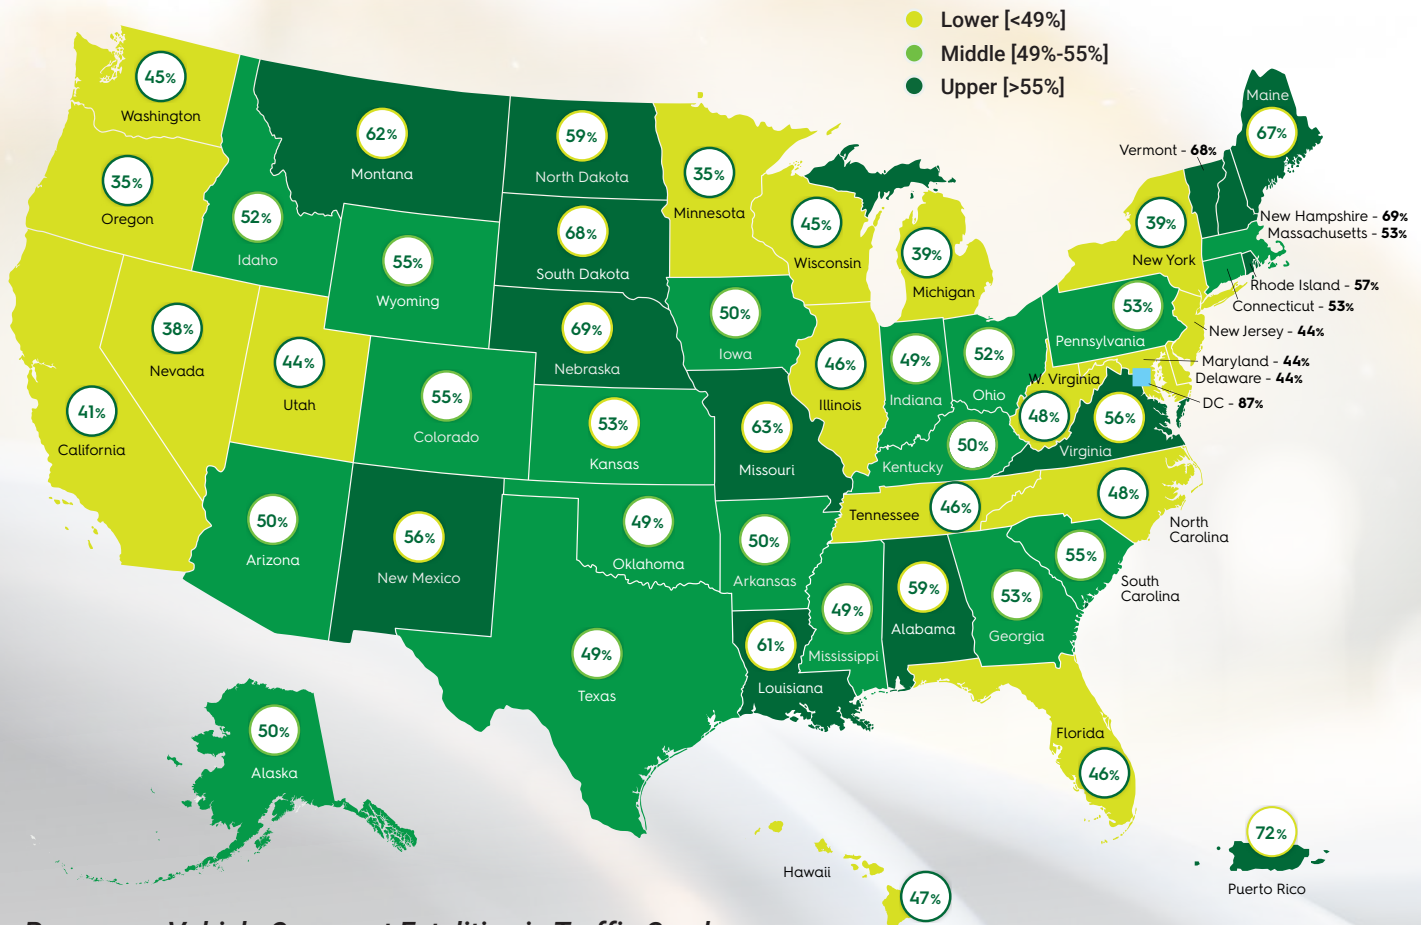 Lower [<49%]
Middle [49%-55%]
Upper [>55%]
45%
Washington
35%
Oregon
52%
Idaho
62%
Montana
59%
North Dakota
35%
Minnesota
68%
South Dakota
55%
Wyoming
45%
Wisconsin
39%
Michigan
Maine
67%
Vermont - 68%
New Hampshire - 69%
Massachusetts - 53%
39%
New York
Rhode Island - 57%
Connecticut - 53%
New Jersey - 44%
Maryland - 44%
Delaware - 44%
DC - 87%
53%
Pennsylvania
38%
Nevada
44%
Utah
41%
California
55%
Colorado
69%
Nebraska
50%
Iowa
46%
Illinois
49%
Indiana
52%
Ohio
W. Virginia
48%
56%
Virginia
53%
Kansas
63%
Missouri
50%
Kentucky
Tennessee
46%
48%
North
Carolina
50%
Arizona
56%
New Mexico
49%
Oklahoma
50%
Arkansas
55%
South
Carolina
49%
Mississippi
59%
Alabama
53%
Georgia
49%
Texas
61%
Louisiana
Florida
46%
50%
Alaska
Hawaii
47%
72%
Puerto Rico